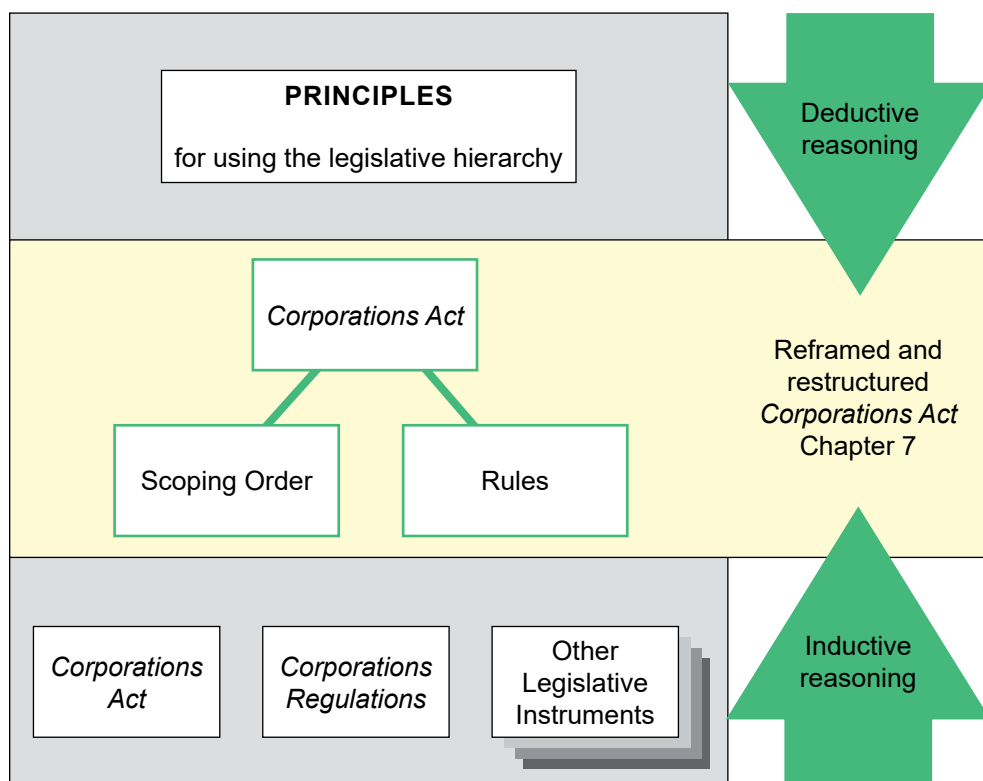 PRINCIPLES
for using the legislative hierarchy
Deductive
reasoning
Corporations Act
Scoping Order
Rules
Reframed and
restructured
Corporations Act
Chapter 7
Corporations
Act
Corporations
Regulations
Other
Legislative
Instruments
Inductive
reasoning